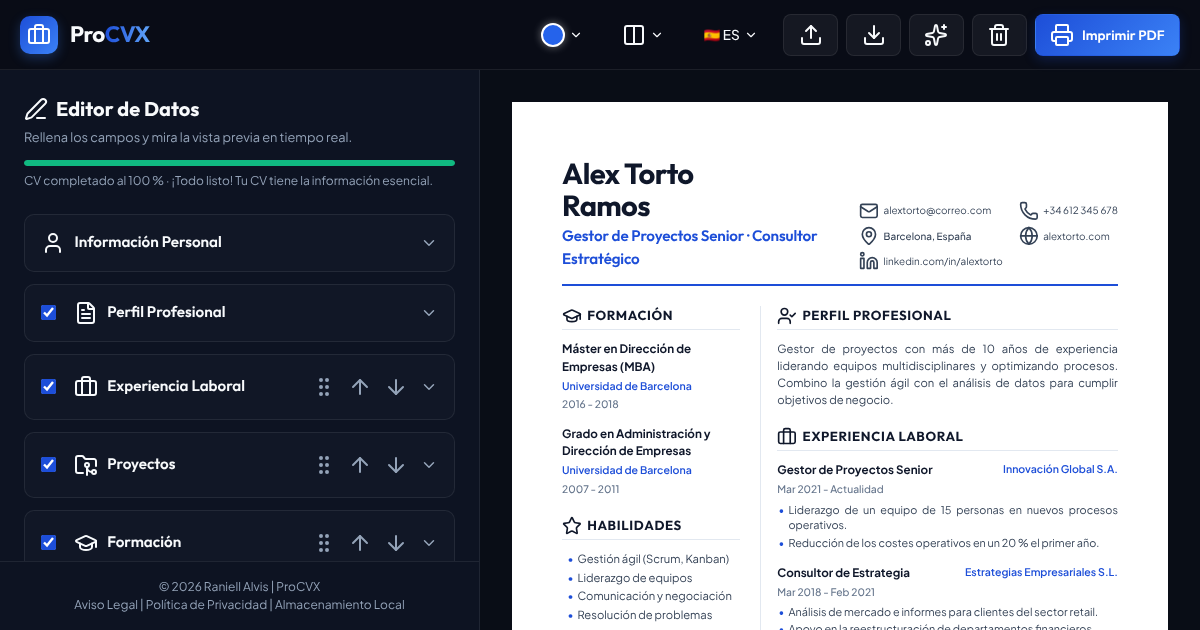 ProCVX
ES
Imprimir PDF
Editor de Datos
Rellena los campos y mira la vista previa en tiempo real.
CV completado al 100 % · ¡Todo listo! Tu CV tiene la información esencial.
Información Personal
Perfil Profesional
Experiencia Laboral
Proyectos
Formación
© 2026 Raniell Alvis | ProCVX
Aviso Legal | Política de Privacidad | Almacenamiento Local
Alex Torto
Ramos
Gestor de Proyectos Senior · Consultor
Estratégico
alextorto@correo.com
+34 612 345 678
Barcelona, España
alextorto.com
linkedin.com/in/alextorto
FORMACIÓN
Máster en Dirección de
Empresas (MBA)
Universidad de Barcelona
2016 - 2018
Grado en Administración y
Dirección de Empresas
Universidad de Barcelona
2007 - 2011
HABILIDADES
Gestión ágil (Scrum, Kanban)
Liderazgo de equipos
Comunicación y negociación
Resolución de problemas
PERFIL PROFESIONAL
Gestor de proyectos con más de 10 años de experiencia
liderando equipos multidisciplinares y optimizando procesos.
Combino la gestión ágil con el análisis de datos para cumplir
objetivos de negocio.
EXPERIENCIA LABORAL
Gestor de Proyectos Senior
Innovación Global S.A.
Mar 2021 - Actualidad
Liderazgo de un equipo de 15 personas en nuevos procesos
operativos.
Reducción de los costes operativos en un 20 % el primer año.
Consultor de Estrategia
Estrategias Empresariales S.L.
Mar 2018 - Feb 2021
Análisis de mercado e informes para clientes del sector retail.
Apoyo en la reestructuración de departamentos financieros.